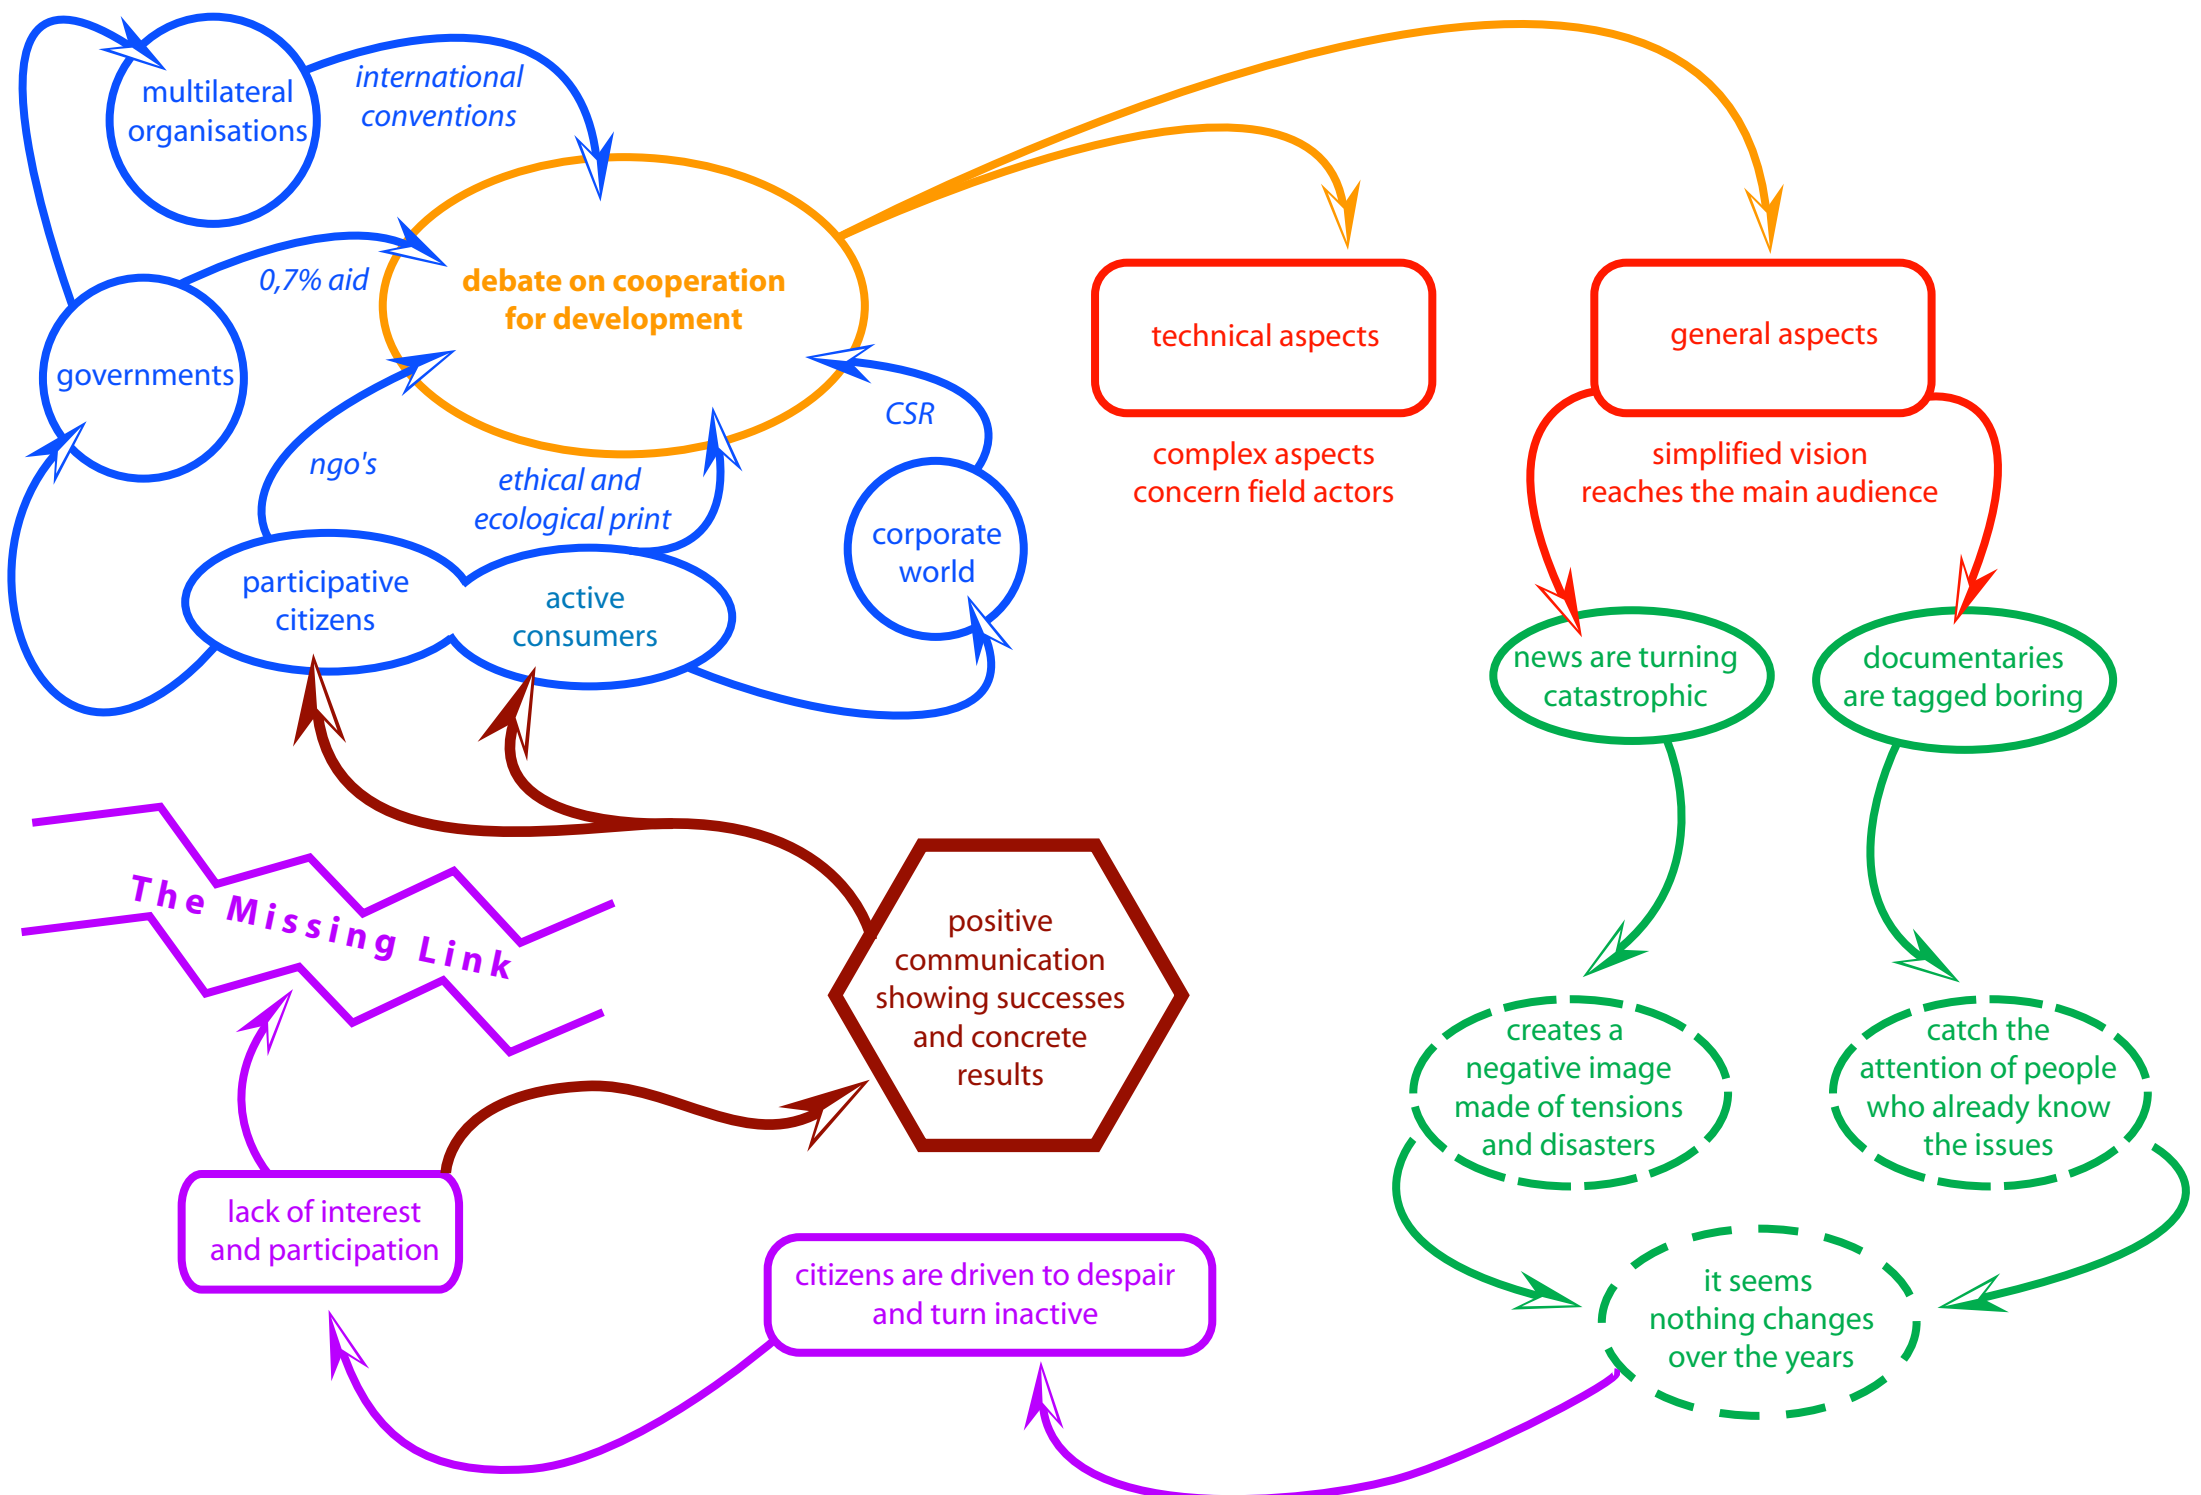 multilateral
organisations
international
conventions
0,7% aid
debate on cooperation
for development
governments
technical aspects
general aspects
CSR
complex aspects
concern field actors
simplified vision
reaches the main audience
ngo's
ethical and
ecological print
corporate
world
participative
citizens
active
consumers
news are turning
catastrophic
documentaries
are tagged boring
The Missing Link
positive
communication
showing successes
and concrete
results
creates a
negative image
made of tensions
and disasters
catch the
attention of people
who already know
the issues
lack of interest
and participation
citizens are driven to despair
and turn inactive
it seems
nothing changes
over the years